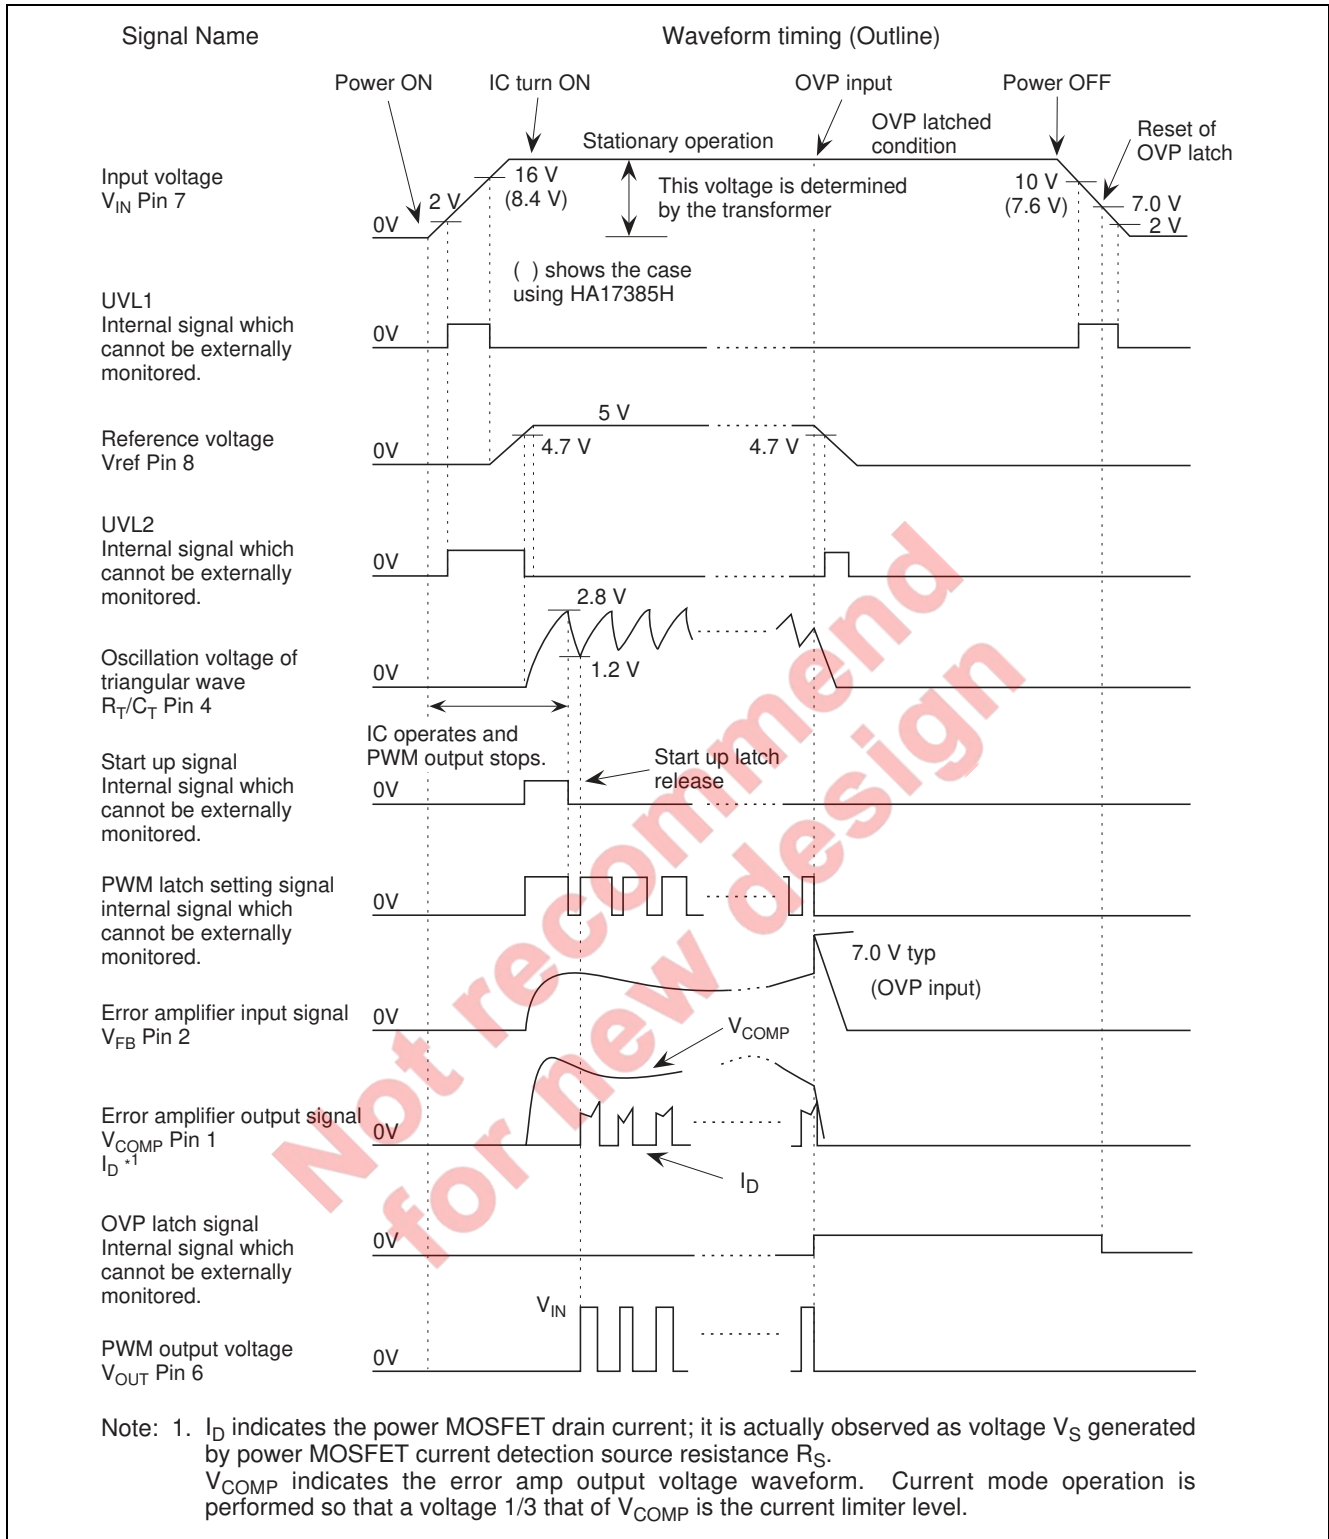 Signal Name
Waveform timing (Outline)
Power ON
IC turn ON
OVP input
Power OFF
Stationary operation
OVP latched
condition
Reset of
OVP latch
Input voltage
VIN Pin 7
0V
2 V
16 V
(8.4 V)
This voltage is determined
by the transformer
10 V
(7.6 V)
7.0 V
2 V
( ) shows the case
using HA17385H
UVL1
Internal signal which
cannot be externally
monitored.
0V
Reference voltage
Vref Pin 8
0V
5 V
4.7 V
4.7 V
UVL2
Internal signal which
cannot be externally
monitored.
0V
Oscillation voltage of
triangular wave
RT/CT Pin 4
0V
2.8 V
1.2 V
IC operates and
PWM output stops.
Start up signal
Internal signal which
cannot be externally
monitored.
0V
Start up latch
release
PWM latch setting signal
internal signal which
cannot be externally
monitored.
0V
Error amplifier input signal
VFB Pin 2
0V
7.0 V typ
(OVP input)
Error amplifier output signal
VCOMP Pin 1
ID *1
0V
VCOMP
ID
OVP latch signal
Internal signal which
cannot be externally
monitored.
0V
PWM output voltage
VOUT Pin 6
0V
VIN
Note: 1. ID indicates the power MOSFET drain current; it is actually observed as voltage VS generated
by power MOSFET current detection source resistance RS.
VCOMP indicates the error amp output voltage waveform. Current mode operation is
performed so that a voltage 1/3 that of VCOMP is the current limiter level.
Not recommend
for new design